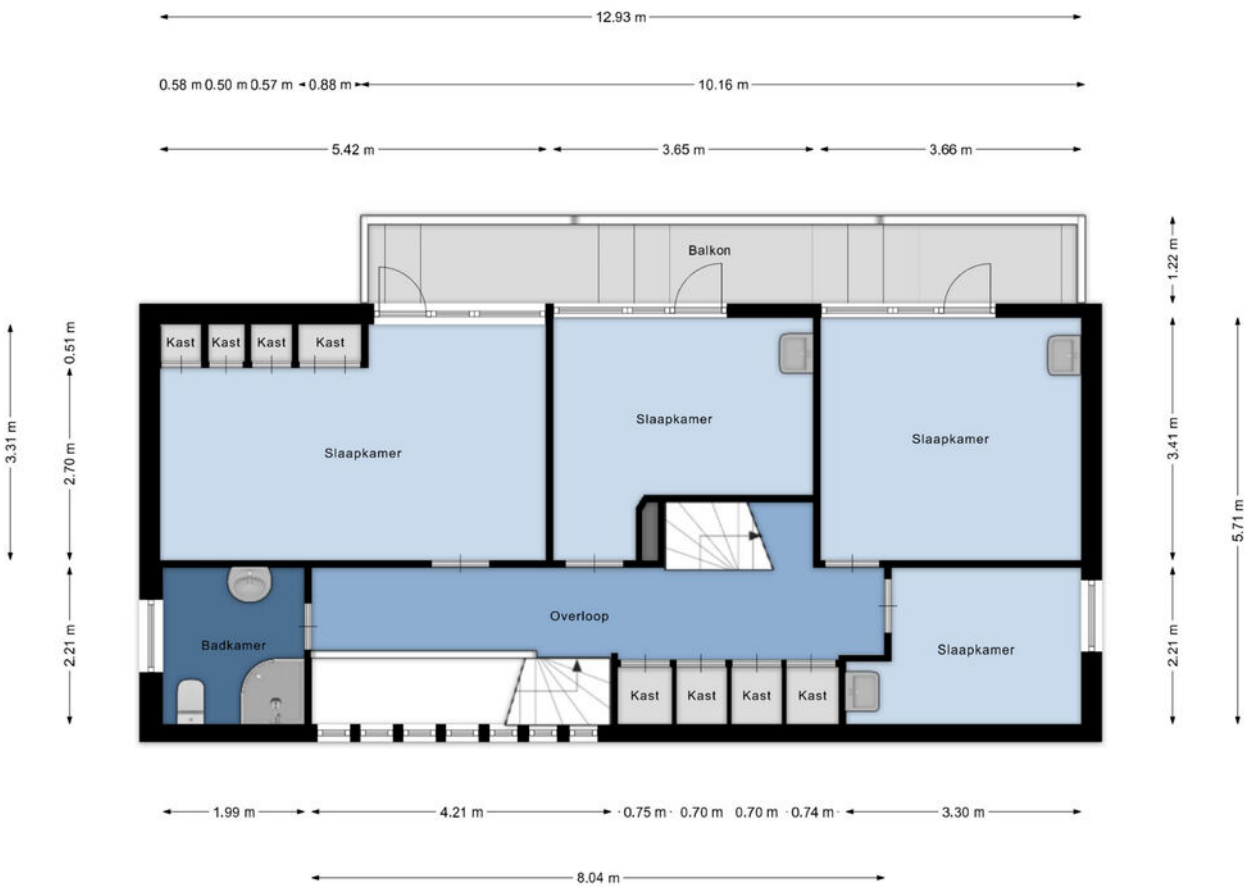 12.93 m
0.58 m 0.50 m 0.57 m 0.88 m 10.16 m
5.42 m 3.65 m 3.66 m
Balkon
1.22 m
Kast Kast Kast Kast
0.51 m
3.31 m
2.70 m
Slaapkamer
Slaapkamer
Slaapkamer
3.41 m
5.71 m
Overloop
Badkamer
Slaapkamer
2.21 m
2.21 m
Kast Kast Kast Kast
1.99 m 4.21 m 0.75 m 0.70 m 0.70 m 0.74 m 3.30 m
8.04 m